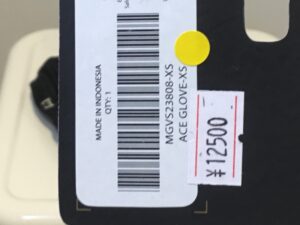 MADE IN INDONESIA
QTY: 1
MGVS23808-XS
ACE GLOVE-XS
¥12500